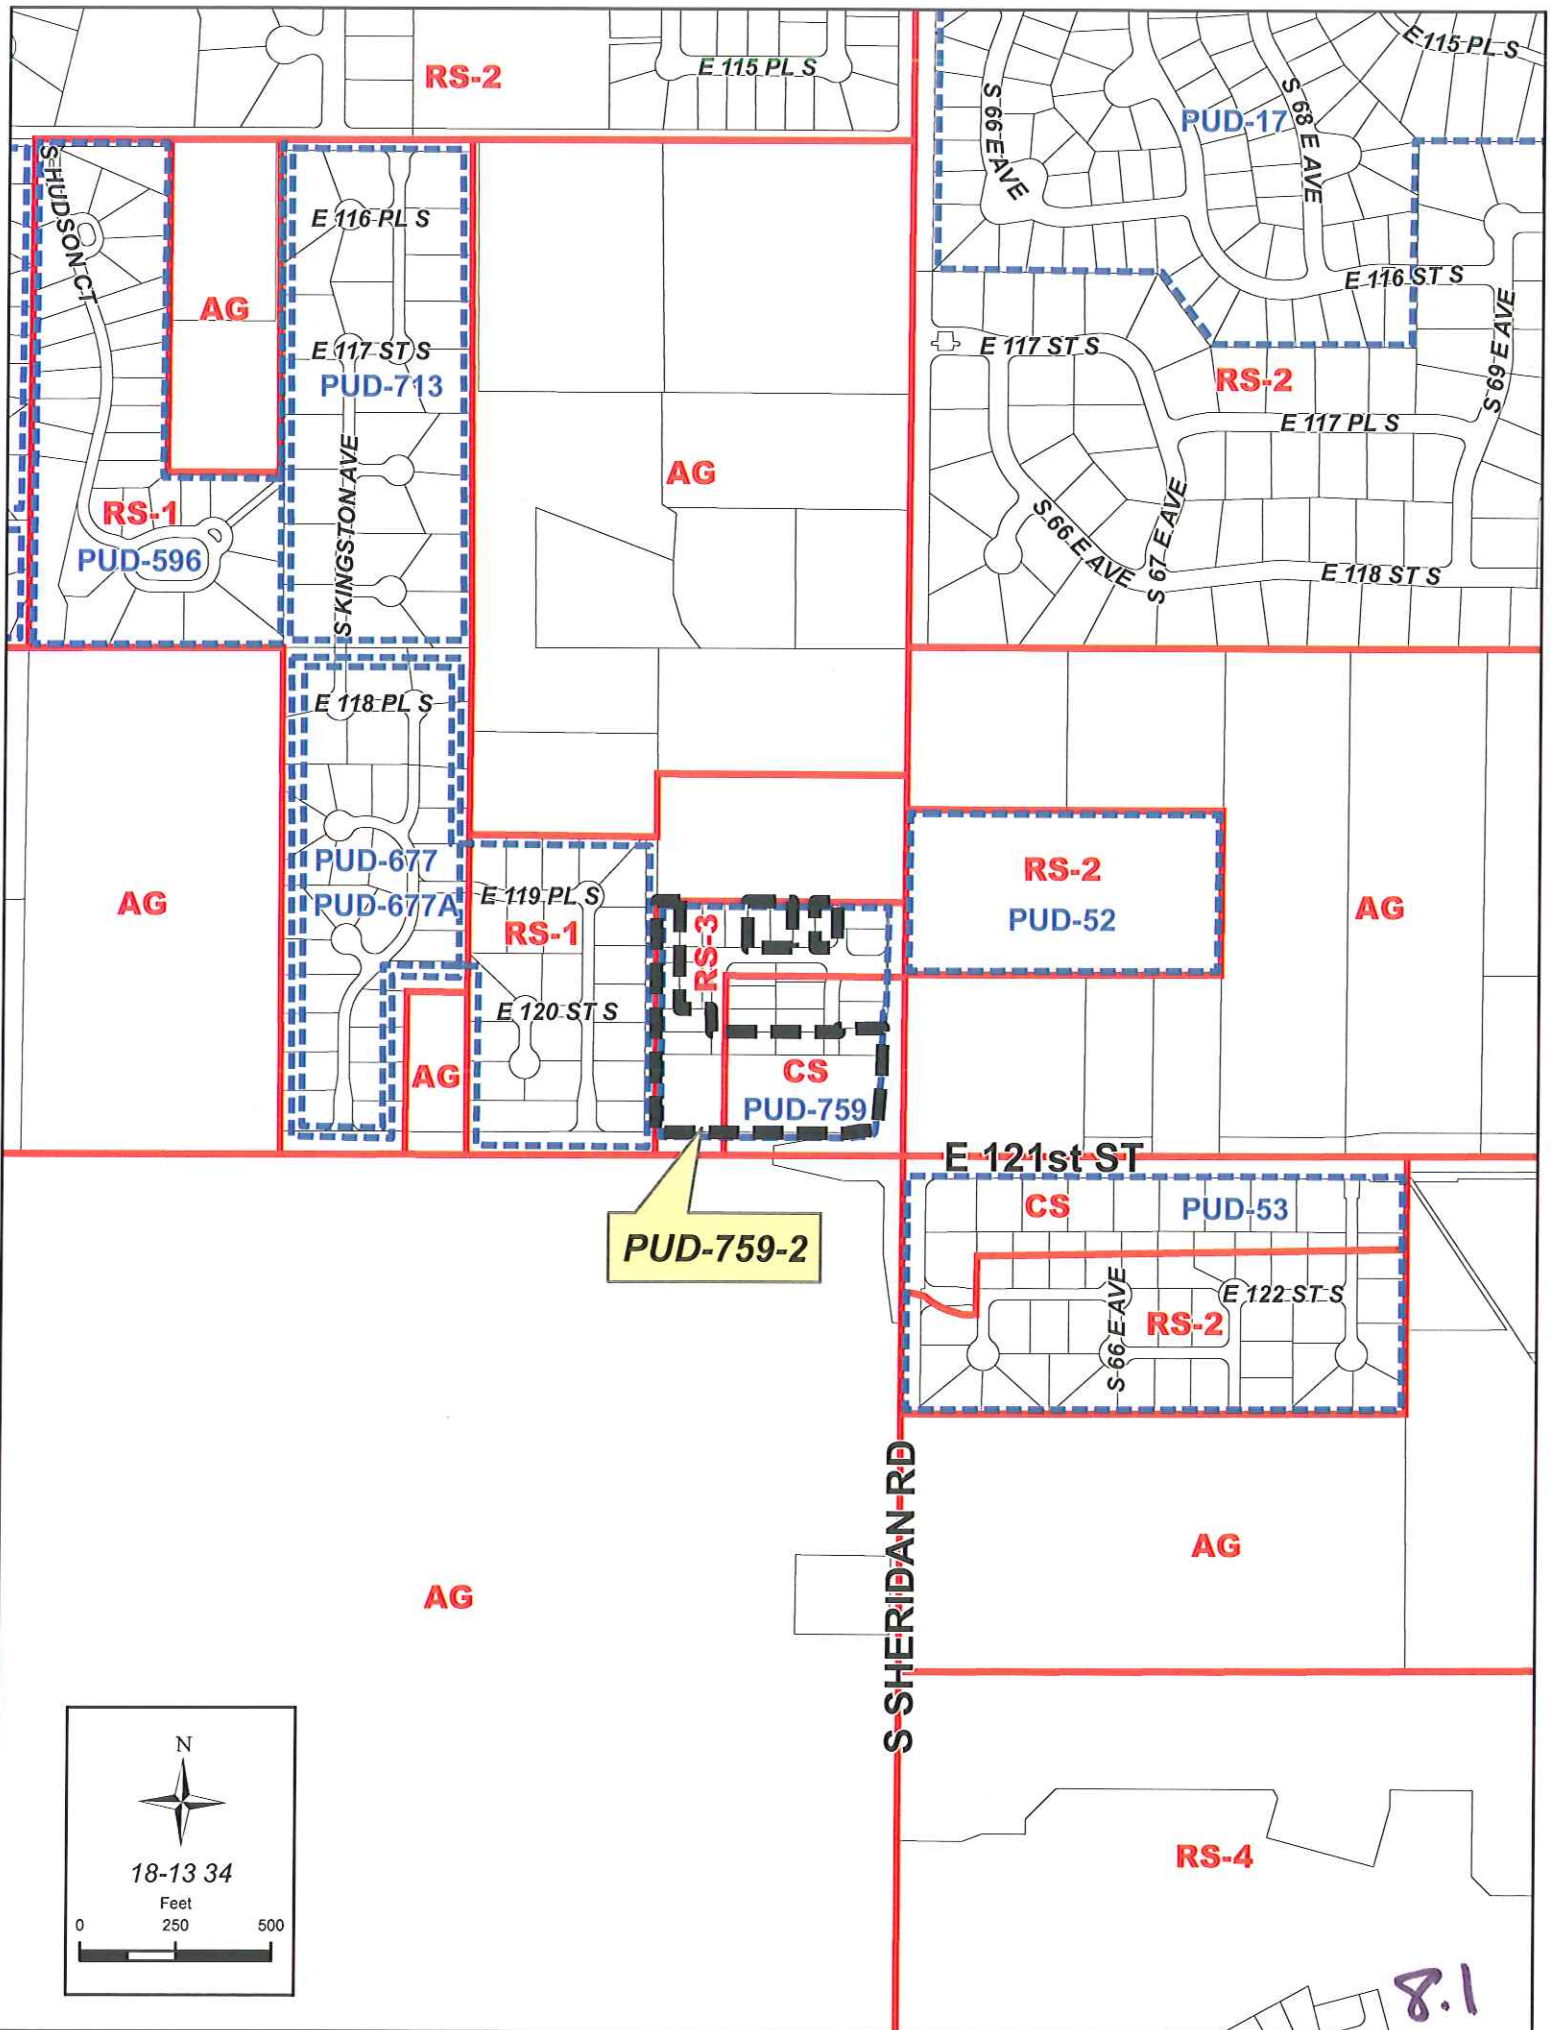 RS-2
E 115 PL S
E 115 PL S
S 66 E AVE
PUD-17
S 68 E AVE
S HUDSON CT
E 116 PL S
AG
E 116 ST S
S 69 E AVE
E 117 ST S
E 117 ST S
PUD-713
RS-2
E 117 PL S
AG
S KINGSTON AVE
RS-1
PUD-596
S 66 E AVE
S 67 E AVE
E 118 ST S
E 118 PL S
PUD-677
PUD-677A
AG
E 119 PL S
RS-1
RS-3
RS-2
PUD-52
AG
E 120 ST S
AG
CS
PUD-759
E 121st ST
CS
PUD-53
PUD-759-2
S 66 E AVE
E 122 ST S
RS-2
S SHERIDAN RD
AG
AG
N
18-13 34
Feet
0 250 500
RS-4
8.1